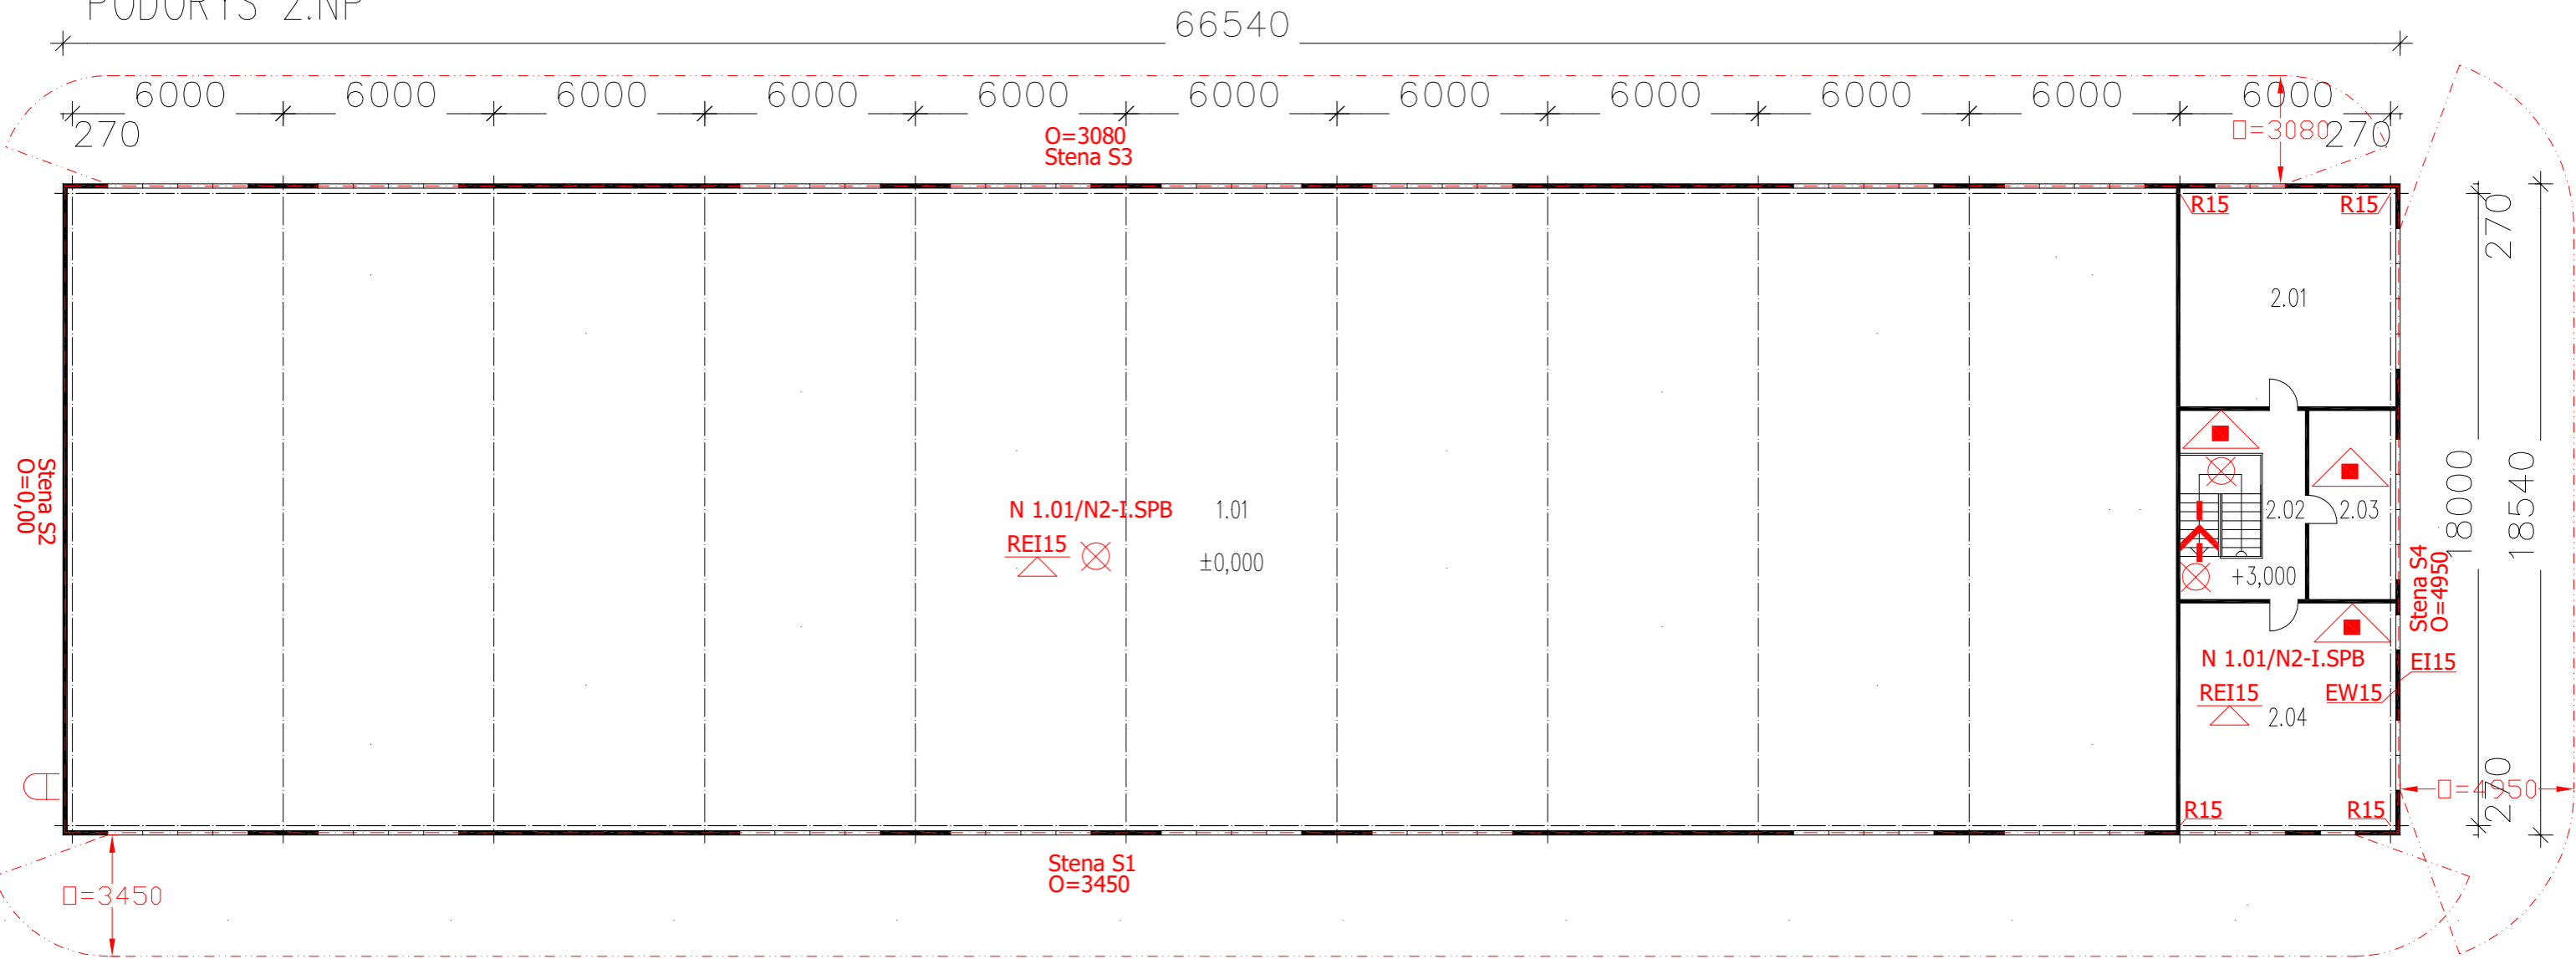 PÔDORYS 2.NP
66540
6000 6000 6000 6000 6000 6000 6000 6000 6000 6000 6000
270
270
O=3080
Stena S3
=3080
R15
R15
270
2.01
Stena S2
O=0,00
N 1.01/N2-I.SPB
1.01
REI15
±0,000
2.02
2.03
+3,000
18000
18540
Stena S4
O=4950
N 1.01/N2-I.SPB
EI15
REI15
EW15
2.04
=4950
270
R15
R15
Stena S1
O=3450
=3450